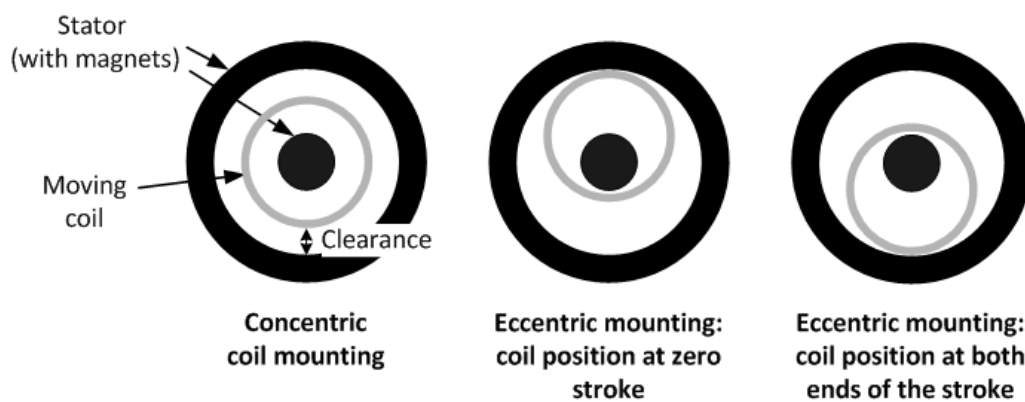 Stator
(with magnets)
Moving
coil
Clearance
Concentric
coil mounting
Eccentric mounting:
coil position at zero
stroke
Eccentric mounting:
coil position at both
ends of the stroke